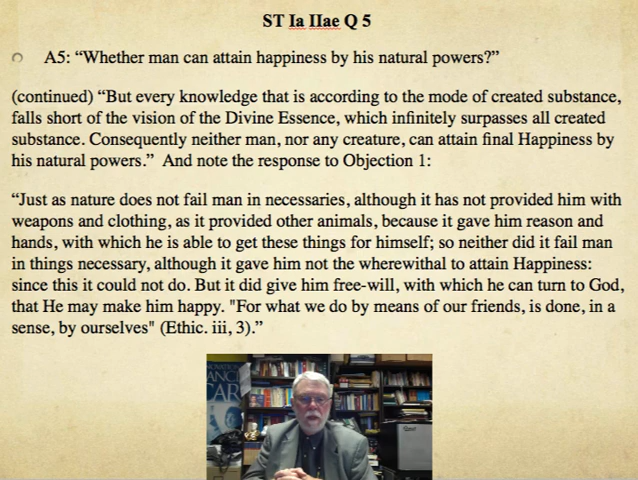 ST Ia IIae Q 5
A5: “Whether man can attain happiness by his natural powers?”
(continued) “But every knowledge that is according to the mode of created substance,
falls short of the vision of the Divine Essence, which infinitely surpasses all created
substance. Consequently neither man, nor any creature, can attain final Happiness by
his natural powers.”  And note the response to Objection 1:
“Just as nature does not fail man in necessaries, although it has not provided him with
weapons and clothing, as it provided other animals, because it gave him reason and
hands, with which he is able to get these things for himself; so neither did it fail man
in things necessary, although it gave him not the wherewithal to attain Happiness:
since this it could not do. But it did give him free-will, with which he can turn to God,
that He may make him happy. "For what we do by means of our friends, is done, in a
sense, by ourselves" (Ethic. iii, 3).”